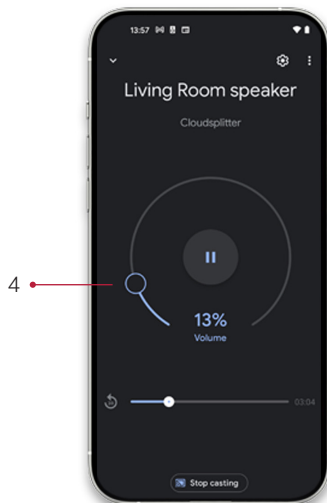 13:57
Living Room speaker
Cloudsplitter
4
13%
Volume
03:04
Stop casting